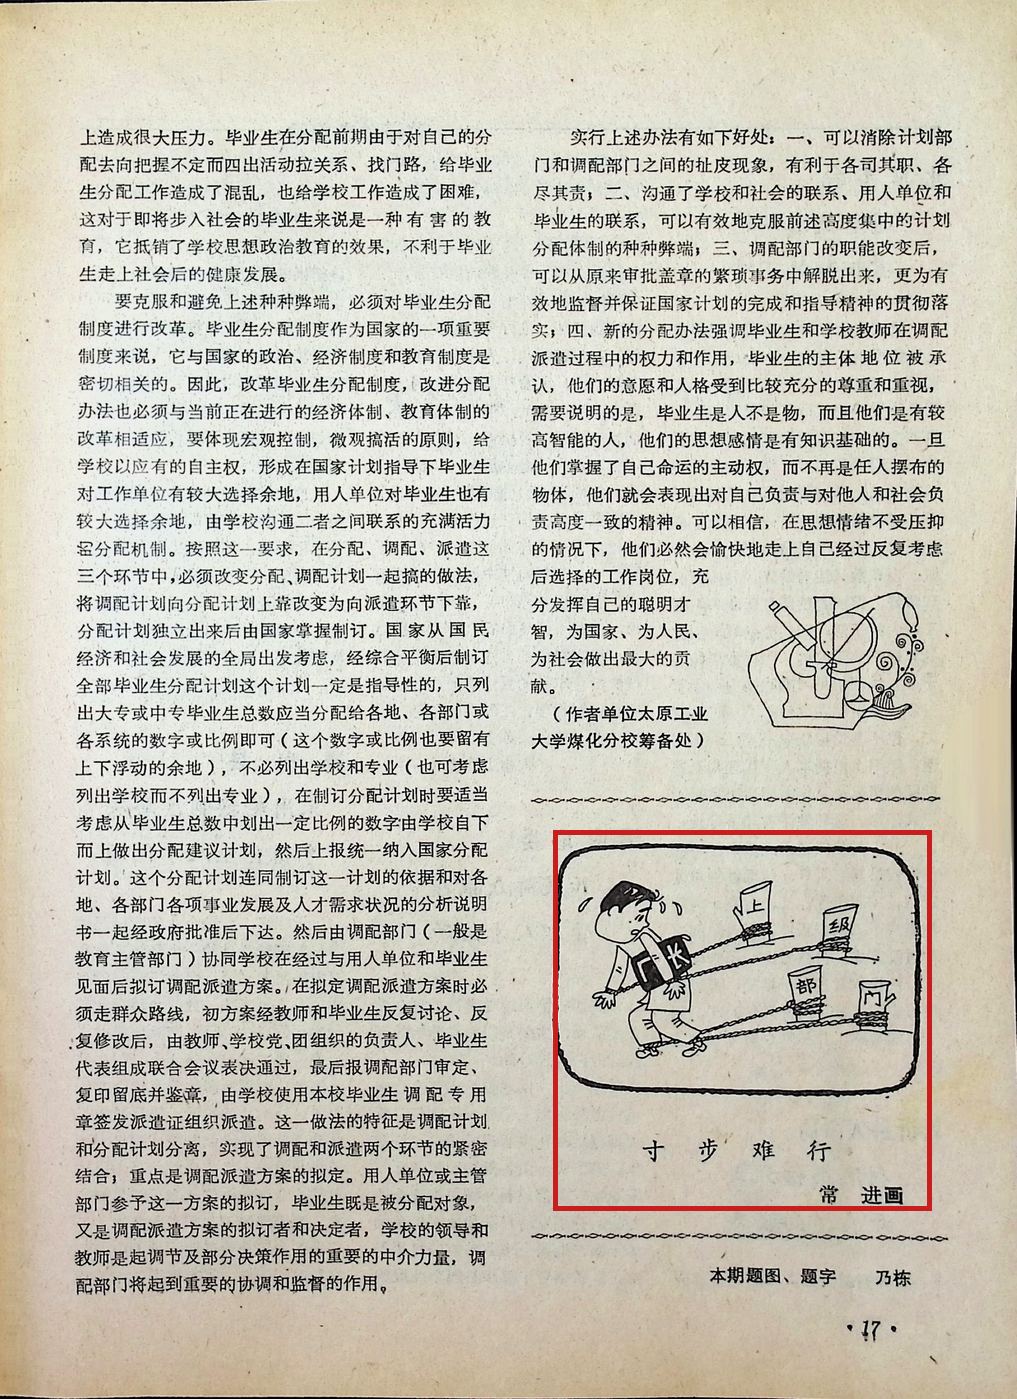 上造成很大压力。毕业生在分配前期由于对自己的分
配去向把握不定而四出活动拉关系、找门路，给毕业
生分配工作造成了混乱，也给学校工作造成了困难，
这对于即将步入社会的毕业生来说是一种有害的教
育，它抵销了学校思想政治教育的效果，不利于毕业
生走上社会后的健康发展。
要克服和避免上述种种弊端，必须对毕业生分配
制度进行改革。毕业生分配制度作为国家的一项重要
制度来说，它与国家的政治、经济制度和教育制度是
密切相关的。因此，改革毕业生分配制度，改进分配
办法也必须与当前正在进行的经济体制、教育体制的
改革相适应，要体现宏观控制，微观搞活的原则，给
学校以应有的自主权，形成在国家计划指导下毕业生
对工作单位有较大选择余地，用人单位对毕业生也有
较大选择余地，由学校沟通二者之间联系的充满活力
分配机制。按照这一要求，在分配、调配、派遣这
三个环节中，必须改变分配、调配计划一起搞的做法，
将调配计划向分配计划上靠改变为向派遣环节下靠，
分配计划独立出来后由国家掌握制订。国家从国民
经济和社会发展的全局出发考虑，经综合平衡后制订
全部毕业生分配计划这个计划一定是指导性的，只列
出大专或中专毕业生总数应当分配给各地、各部门或
各系统的数字或比例即可（这个数字或比例也要留有
上下浮动的余地），不必列出学校和专业（也可考虑
列出学校而不列出专业），在制订分配计划时要适当
考虑从毕业生总数中划出一定比例的数字由学校自下
而上做出分配建议计划，然后上报统一纳入国家分配
计划。这个分配计划连同制订这一计划的依据和对各
地、各部门各项事业发展及人才需求状况的分析说明
书一起经政府批准后下达。然后由调配部门（一般是
教育主管部门）协同学校在经过与用人单位和毕业生
见面后拟订调配派遣方案。在拟定调配派遣方案时必
须走群众路线，初方案经教师和毕业生反复讨论、反
复修改后，由教师、学校党、团组织的负责人、毕业生
代表组成联合会议表决通过，最后报调配部门审定、
复印留底并鉴章，由学校使用本校毕业生调配专用
章签发派遣证组织派遣。这一做法的特征是调配计划
和分配计划分离，实现了调配和派遣两个环节的紧密
结合；重点是调配派遣方案的拟定。用人单位或主管
部门参予这一方案的拟订，毕业生既是被分配对象，
又是调配派遣方案的拟订者和决定者，学校的领导和
教师是起调节及部分决策作用的重要的中介力量，调
配部门将起到重要的协调和监督的作用。
实行上述办法有如下好处：一、可以消除计划部
门和调配部门之间的扯皮现象，有利于各司其职、各
尽其责；二、沟通了学校和社会的联系、用人单位和
毕业生的联系，可以有效地克服前述高度集中的计划
分配体制的种种弊端；三、调配部门的职能改变后，
可以从原来审批盖章的繁琐事务中解脱出来，更为有
效地监督并保证国家计划的完成和指导精神的贯彻落
实；四、新的分配办法强调毕业生和学校教师在调配
派遣过程中的权力和作用，毕业生的主体地位被承
认，他们的意愿和人格受到比较充分的尊重和重视，
需要说明的是，毕业生是人不是物，而且他们是有较
高智能的人，他们的思想感情是有知识基础的。一旦
他们掌握了自己命运的主动权，而不再是任人摆布的
物体，他们就会表现出对自己负责与对他人和社会负
责高度一致的精神。可以相信，在思想情绪不受压抑
的情况下，他们必然会愉快地走上自己经过反复考虑
后选择的工作岗位，充
分发挥自己的聪明才
智，为国家、为人民、
为社会做出最大的贡
献。
（作者单位太原工业
大学煤化分校筹备处）
上
级
厂长
部
门
寸步难行
常 进画
本期题图、题字 乃栋
·17·